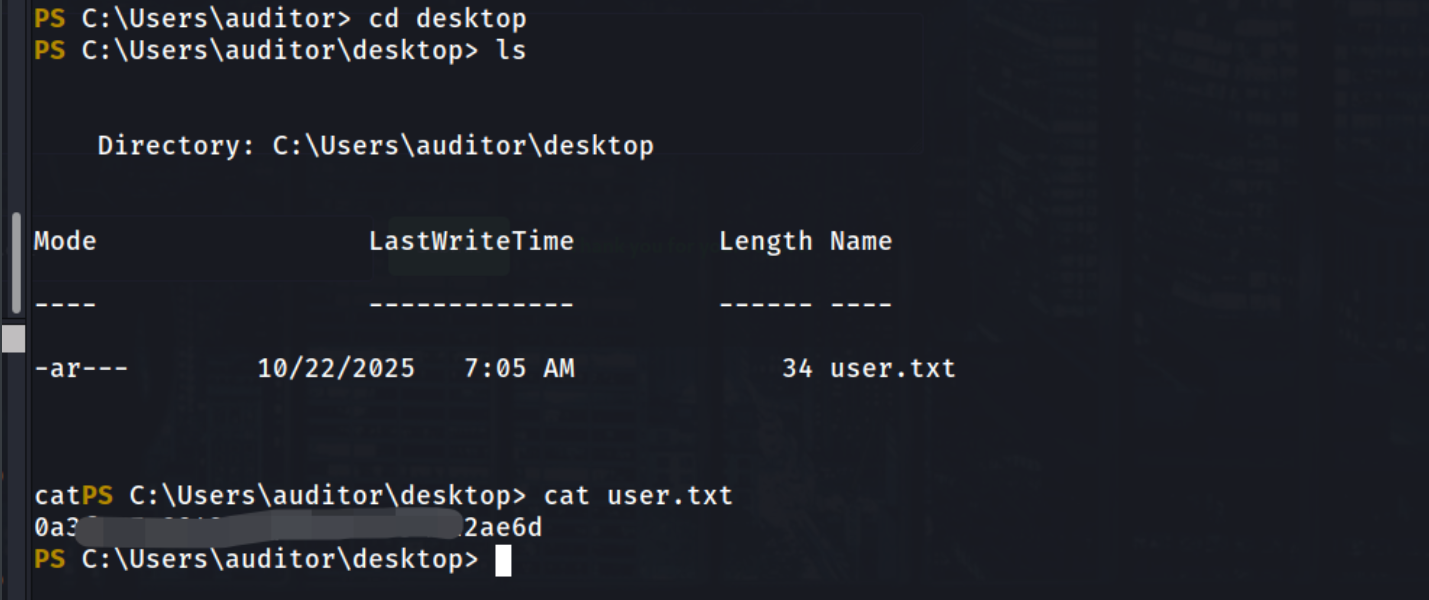 PS C:\Users\auditor> cd desktop
PS C:\Users\auditor\desktop> ls
Directory: C:\Users\auditor\desktop
Mode LastWriteTime Length Name
---- ------------- ------ ----
-ar--- 10/22/2025 7:05 AM 34 user.txt
catPS C:\Users\auditor\desktop> cat user.txt
0a3 2ae6d
PS C:\Users\auditor\desktop>